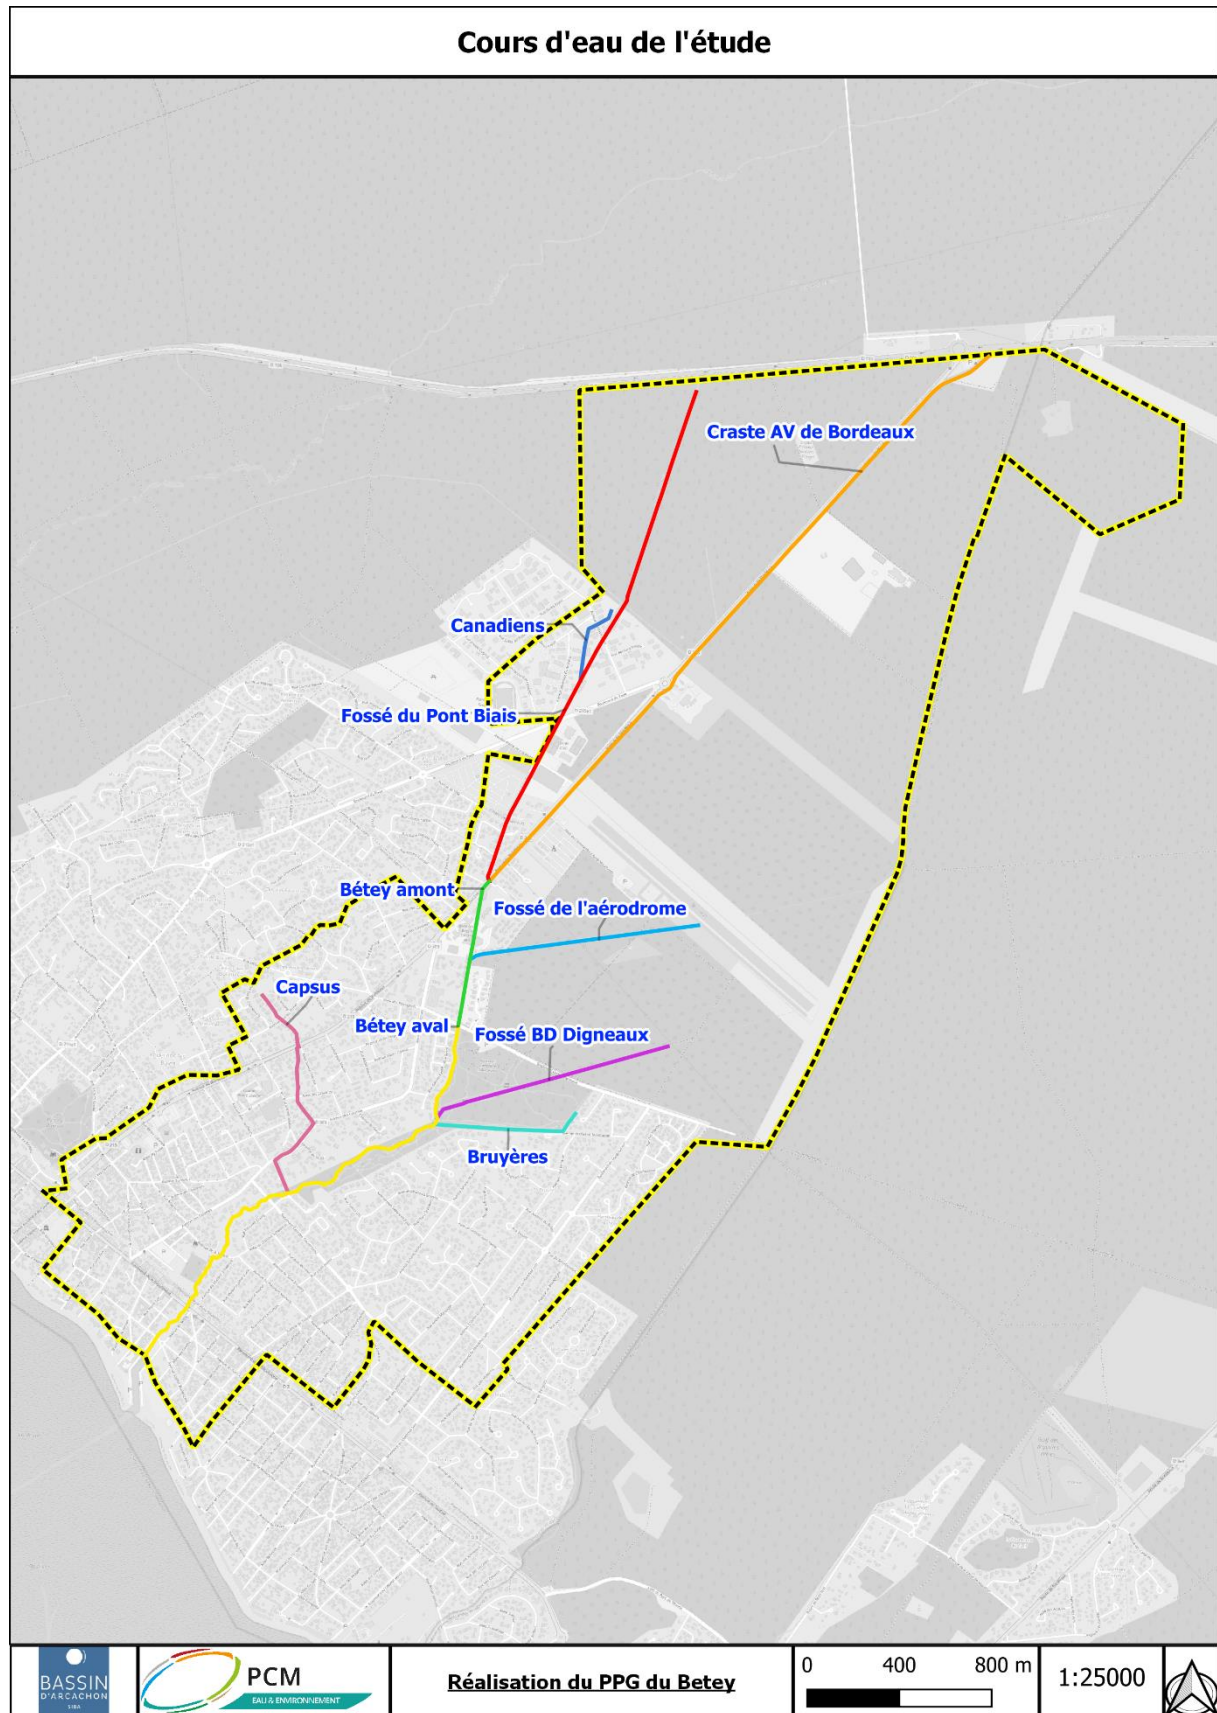 Cours d'eau de l'étude
Craste AV de Bordeaux
Canadiens
Fossé du Pont Biais
Bétey amont
Fossé de l'aérodrome
Capsus
Bétey aval
Fossé BD Digneaux
Bruyères
BASSIN
D'ARCACHON
SIBA
PCM
EAU & ENVIRONNEMENT
Réalisation du PPG du Betey
0 400 800 m
1:25000